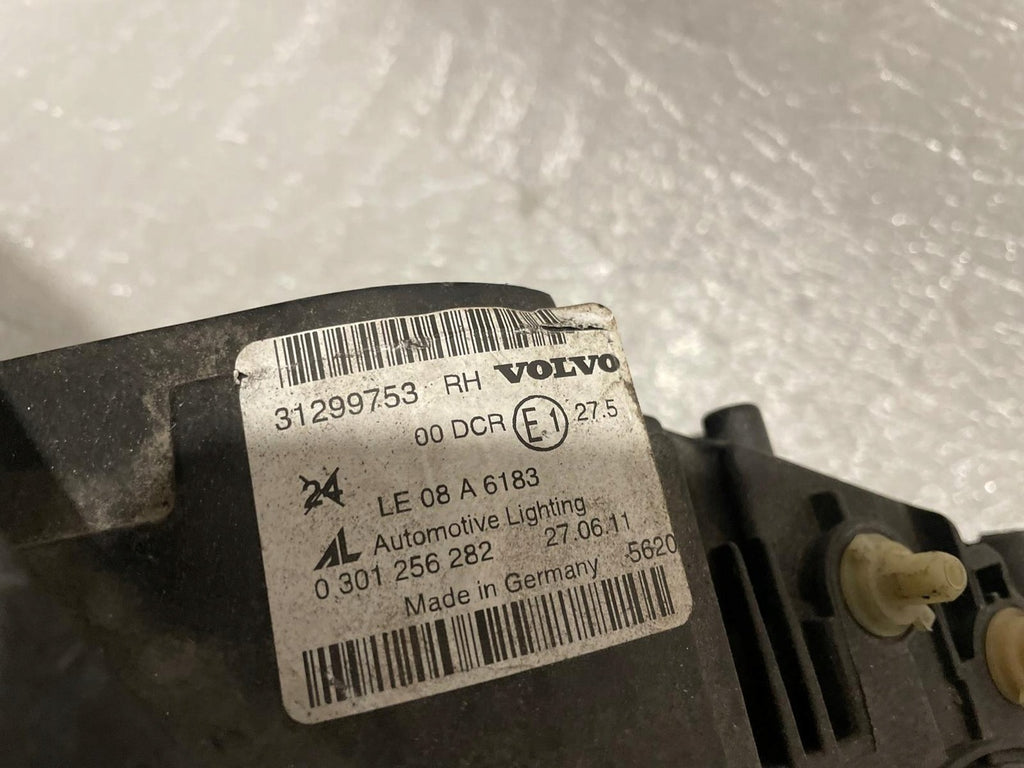 31299753 RH VOLVO
00 DCR E1 27.5
24 LE 08 A 6183
AL Automotive Lighting
0 301 256 282 27.06.11
Made in Germany 5620